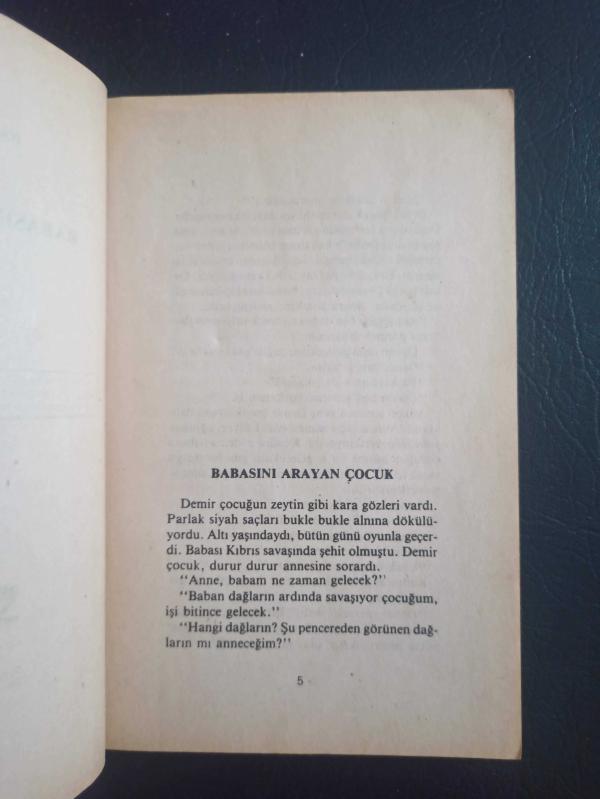 BABASINI ARAYAN ÇOCUK
Demir çocuğun zeytin gibi kara gözleri vardı.
Parlak siyah saçları bukle bukle alnına dökülü-
yordu. Altı yaşındaydı, bütün günü oyunla geçer-
di. Babası Kıbrıs savaşında şehit olmuştu. Demir
çocuk, durur durur annesine sorardı.
"Anne, babam ne zaman gelecek?"
"Baban dağların ardında savaşıyor çocuğum,
işi bitince gelecek."
"Hangi dağların? Şu pencereden görünen dağ-
ların mı anneciğim?"
5